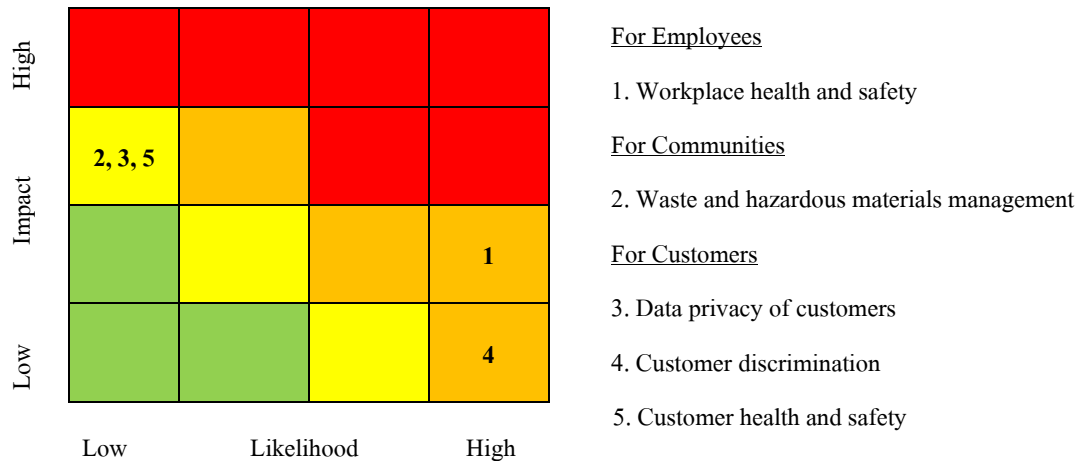 High
Impact
Low
2, 3, 5
1
4
Low Likelihood High
For Employees
1. Workplace health and safety
For Communities
2. Waste and hazardous materials management
For Customers
3. Data privacy of customers
4. Customer discrimination
5. Customer health and safety